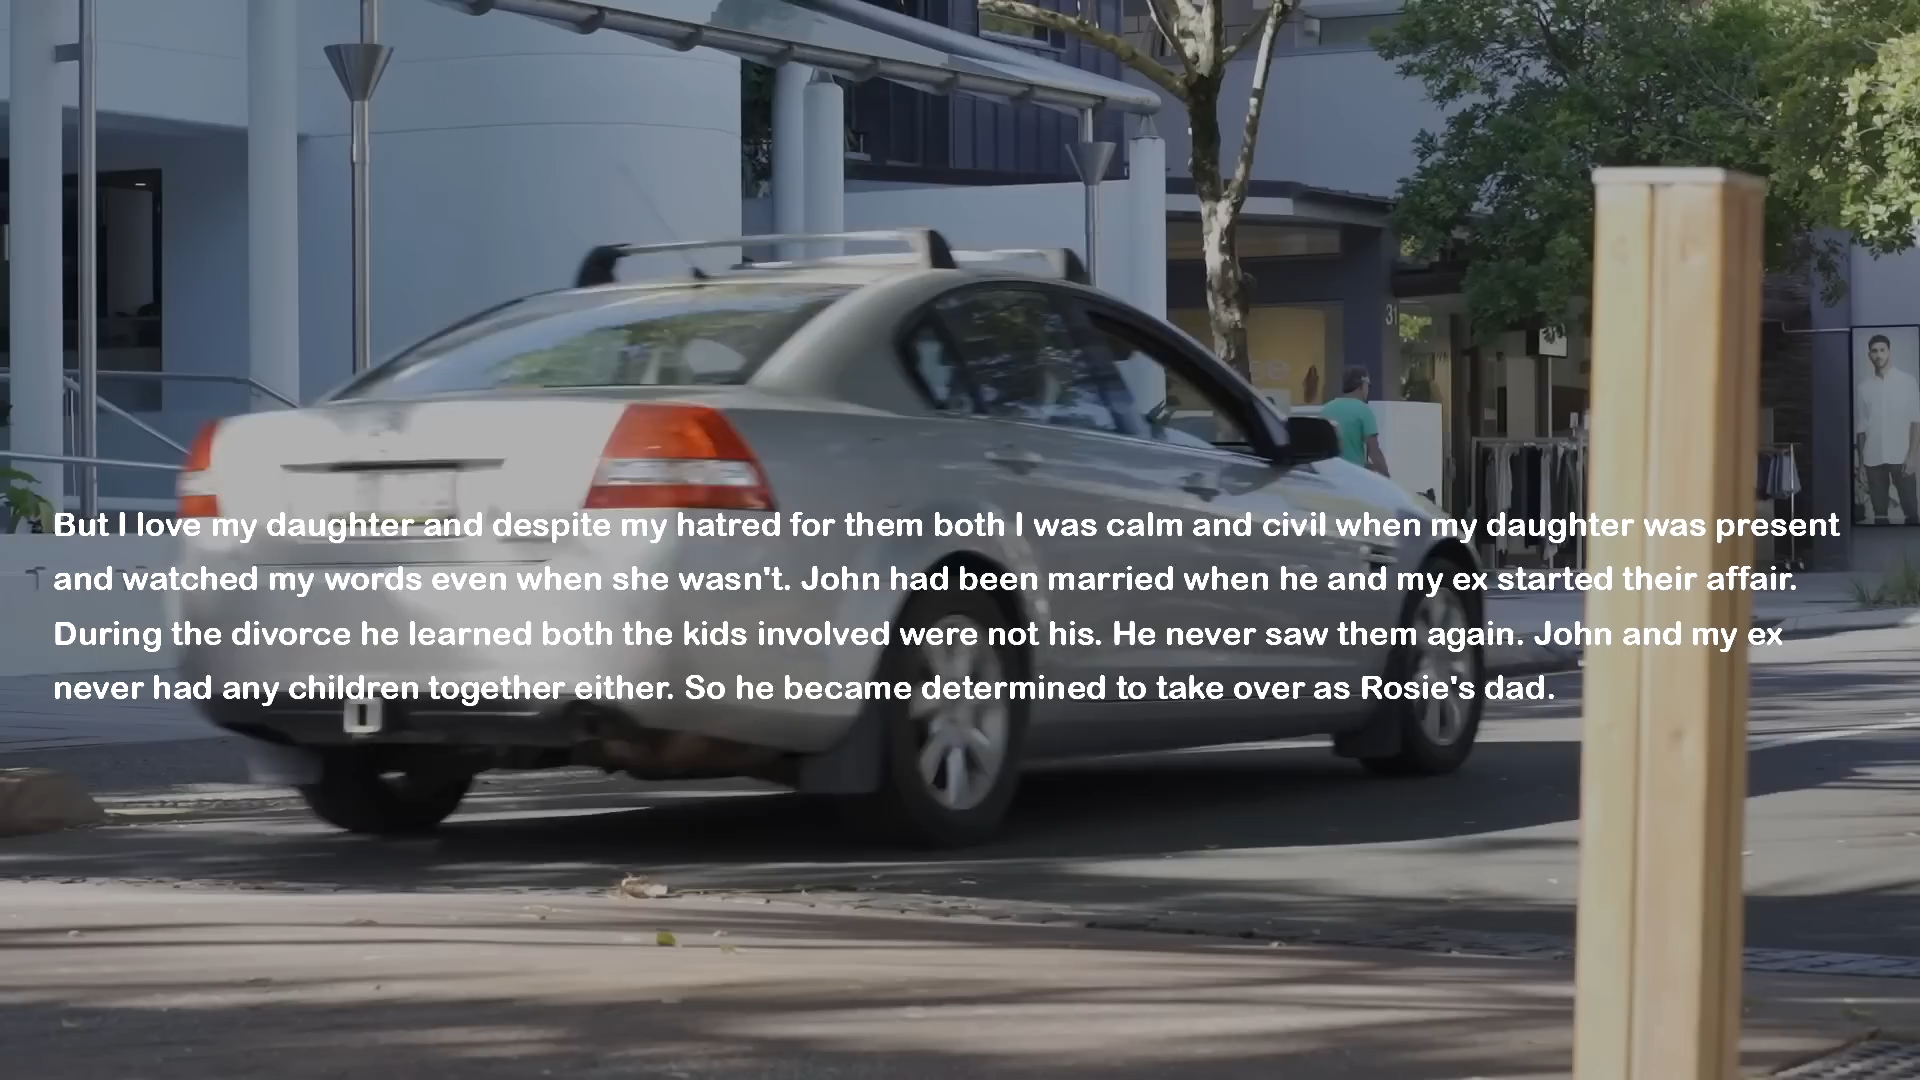 31
But I love my daughter and despite my hatred for them both I was calm and civil when my daughter was present
and watched my words even when she wasn't. John had been married when he and my ex started their affair.
During the divorce he learned both the kids involved were not his. He never saw them again. John and my ex
never had any children together either. So he became determined to take over as Rosie's dad.